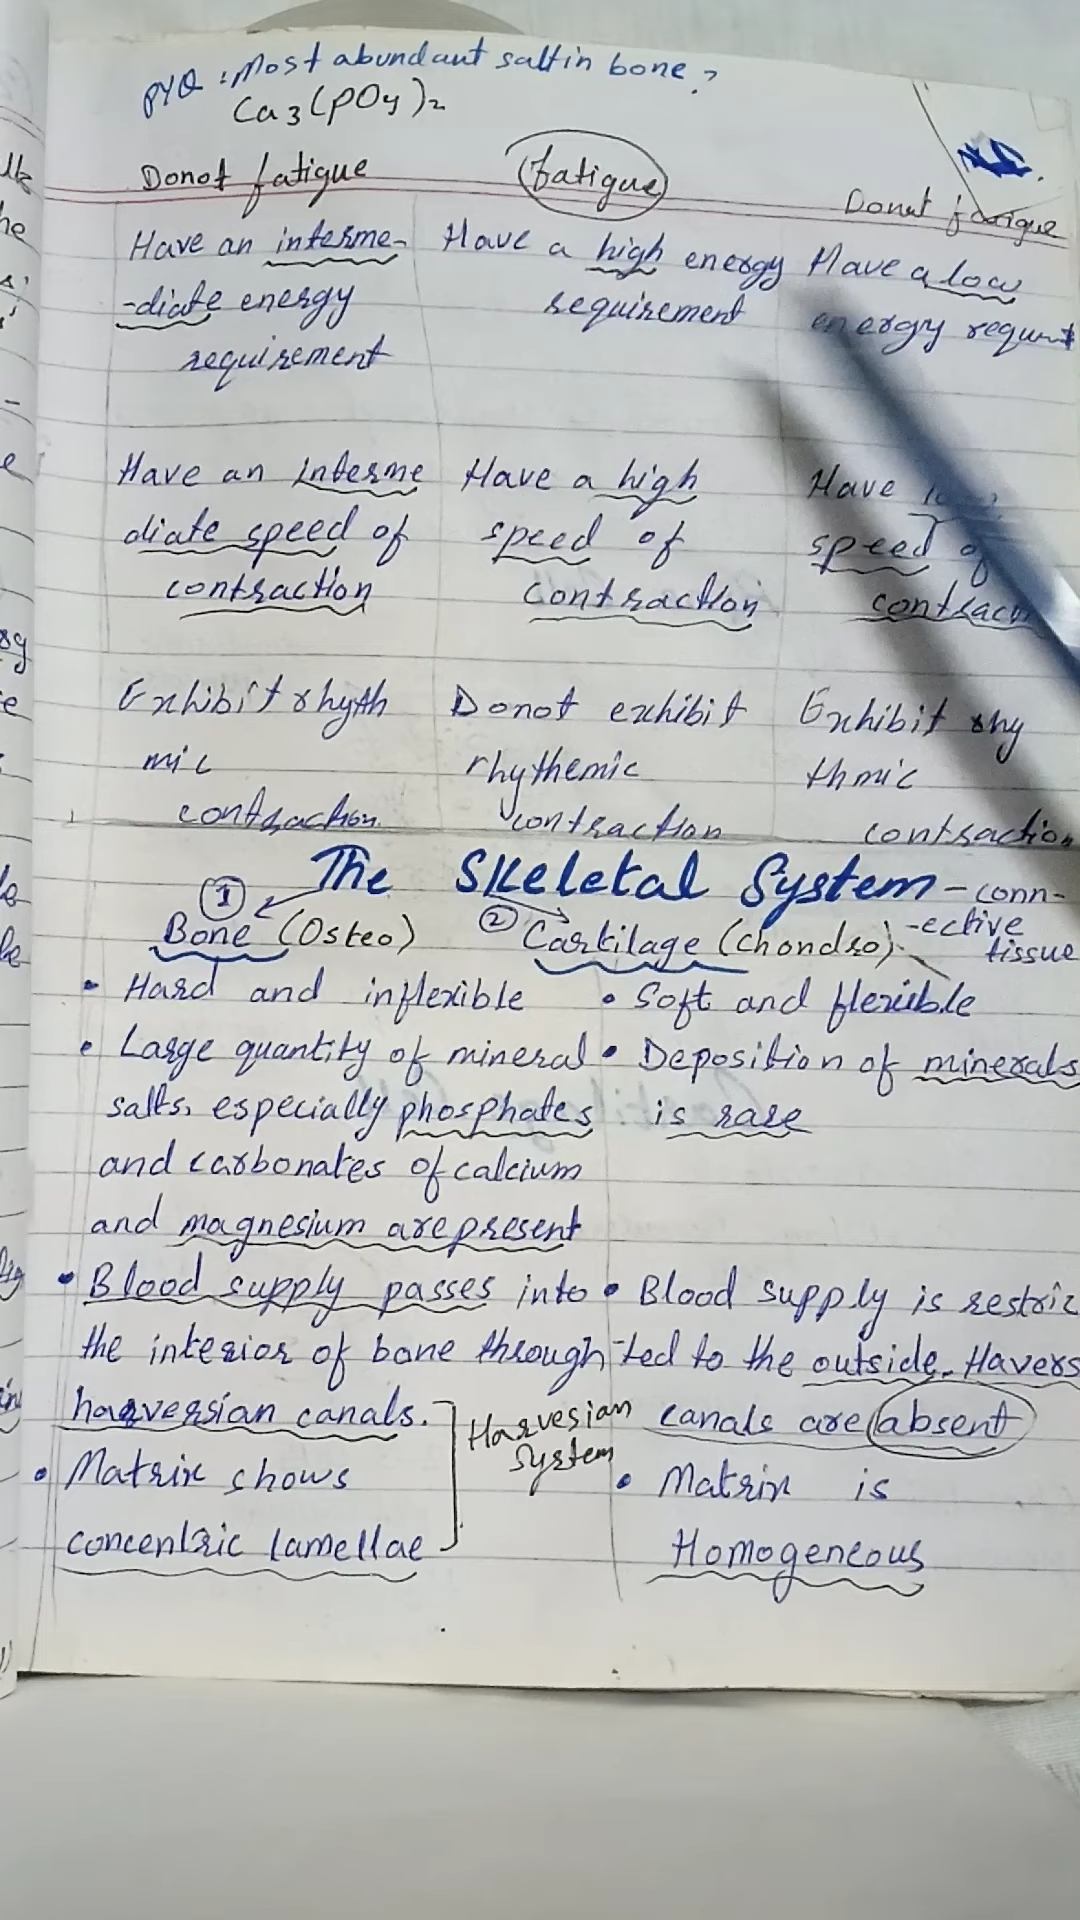 PYQ : Most abundant salt in bone ?
Ca3(PO4)2
Donot fatigue
Have an interme-
-diate energy
requirement
Have an Interme
diate speed of
contraction
Exhibit rhyth
mic
contraction
fatigue
Have a high energy
requirement
Have a high
speed of
contraction
Donot exhibit
rhythemic
contraction
Donot fatigue
Have a low
energy
Have
speed
Exhibit rhy
thmic
contraction
The Skeletal System - conn-
-ective
tissue
① Bone (Osteo)
• Hard and inflexible
• Large quantity of mineral
salts, especially phosphates
and carbonates of calcium
and magnesium are present
• Blood supply passes into
the interior of bone through
haversian canals.
• Matrix shows
concentric lamellae
Harvesian
System
② Cartilage (chondro)
• Soft and flexible
• Deposition of minerals
is rare
• Blood supply is restric
-ted to the outside. Havers
canals are absent
• Matrix is
Homogeneous